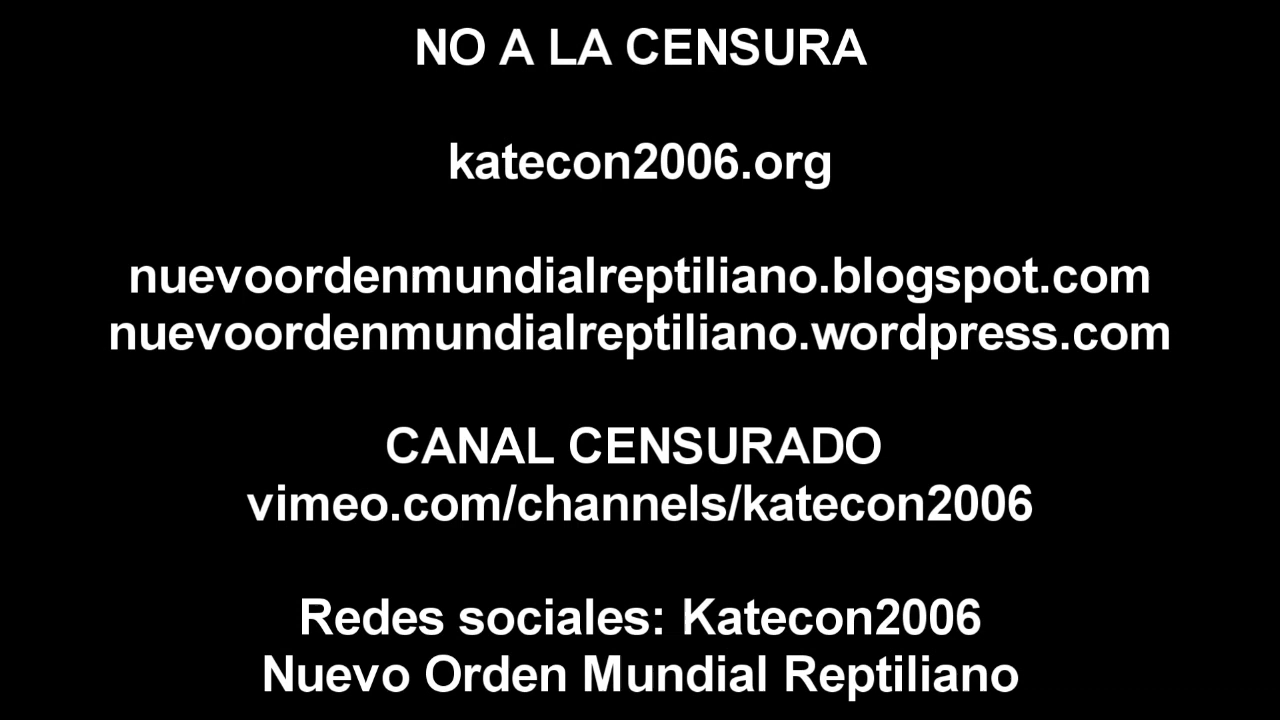 NO A LA CENSURA
katecon2006.org
nuevoordenmundialreptiliano.blogspot.com
nuevoordenmundialreptiliano.wordpress.com
CANAL CENSURADO
vimeo.com/channels/katecon2006
Redes sociales: Katecon2006
Nuevo Orden Mundial Reptiliano